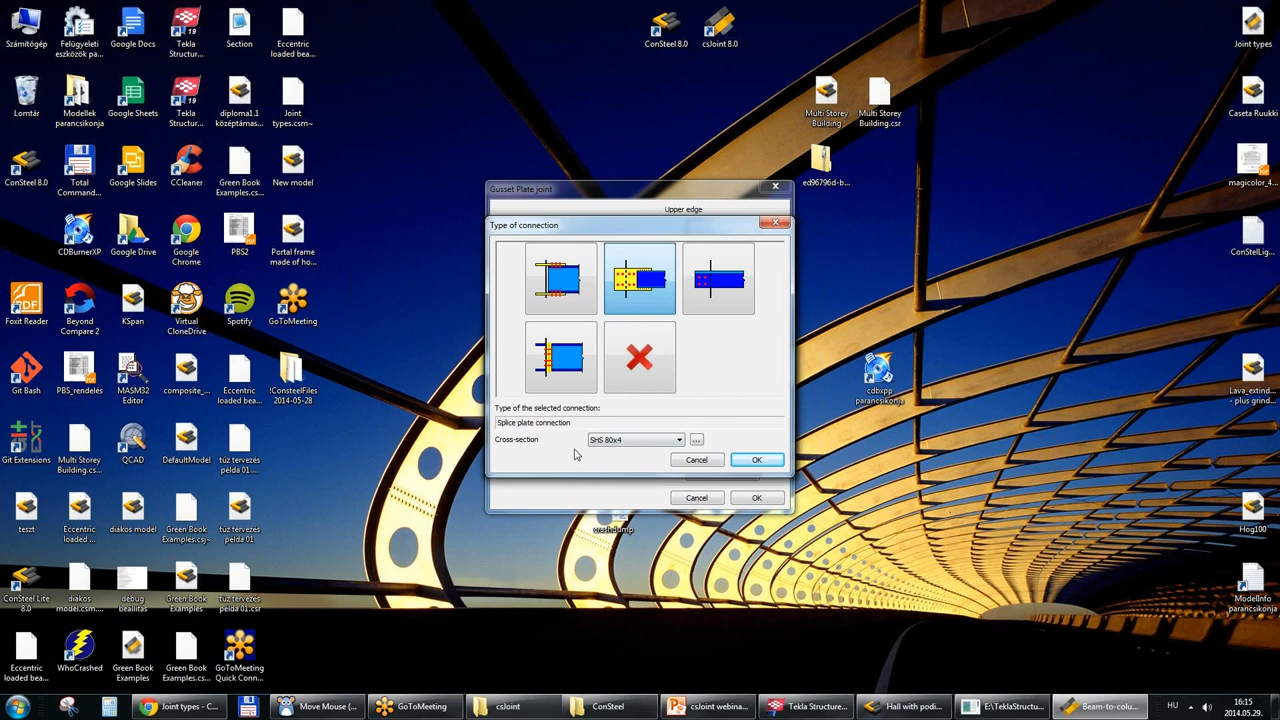 Számítógép
Felügyeleti
eszközök pa...
Google Docs
Tekla
Structur...
Section
Eccentric
loaded bea...
ConSteel 8.0
csJoint 8.0
Joint types
Lomtár
Modellek
parancsikonja
Google Sheets
Tekla
Structur...
diploma1.1
középtámas...
Joint
types.csm~
Multi Storey
Building
Multi Storey
Building.csr
Caseta Ruukki
ConSteel 8.0
Total
Command...
Google Slides
CCleaner
Green Book
Examples.cs...
New model
ed96796d-b...
magicolor_4...
CDBurnerXP
Google Drive
Google
Chrome
PBS2
Portal frame
made of ho...
ConSteLig...
Foxit Reader
Beyond
Compare 2
KSpan
Virtual
CloneDrive
Spotify
GoToMeeting
Git Bash
PBS_rendelés
MASM32
Editor
composite_...
Eccentric
loaded bea...
!ConsteelFiles
2014-05-28
cdbxpp
parancsikonja
Lava_extind...
- plus grind...
Git Extensions
Multi Storey
Building.cs...
QCAD
DefaultModel
tűz tervezés
példa 01....
teszt
Eccentric
loaded ...
diakos model
Green Book
Examples.csj~
tűz tervezés
példa 01
crashdump
Hog100
ConSteel Lite
8.0
diakos
model.csm....
debug
beállítás
Green Book
Examples
tűz tervezés
példa 01.csr
ModelInfo
parancsikonja
Eccentric
loaded bea...
WhoCrashed
Green Book
Examples
Green Book
Examples.cs...
GoToMeeting
Quick Conn...
Gusset Plate joint
Upper edge
Type of connection
Type of the selected connection:
Splice plate connection
Cross-section
SHS 80x4
...
Cancel
OK
Cancel
OK
Joint types - C...
Move Mouse (...
GoToMeeting
csJoint
ConSteel
csJoint webina...
Tekla Structure...
Hall with podi...
E:\TeklaStructu...
Beam-to-colu...
HU
16:15
2014.05.29.